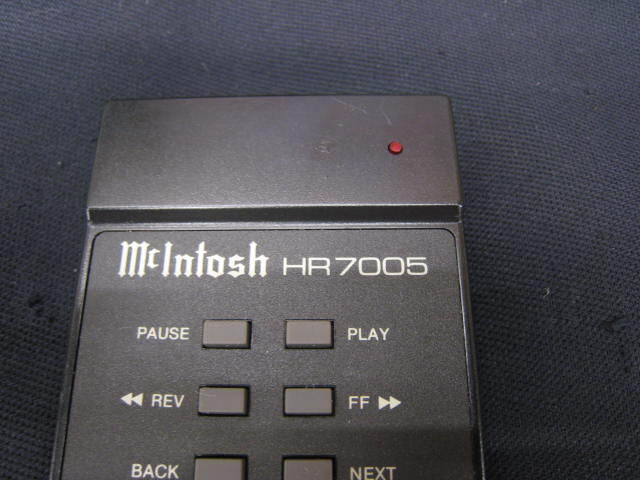 McIntosh HR7005
PAUSE PLAY
◀◀ REV FF ▶▶
BACK NEXT